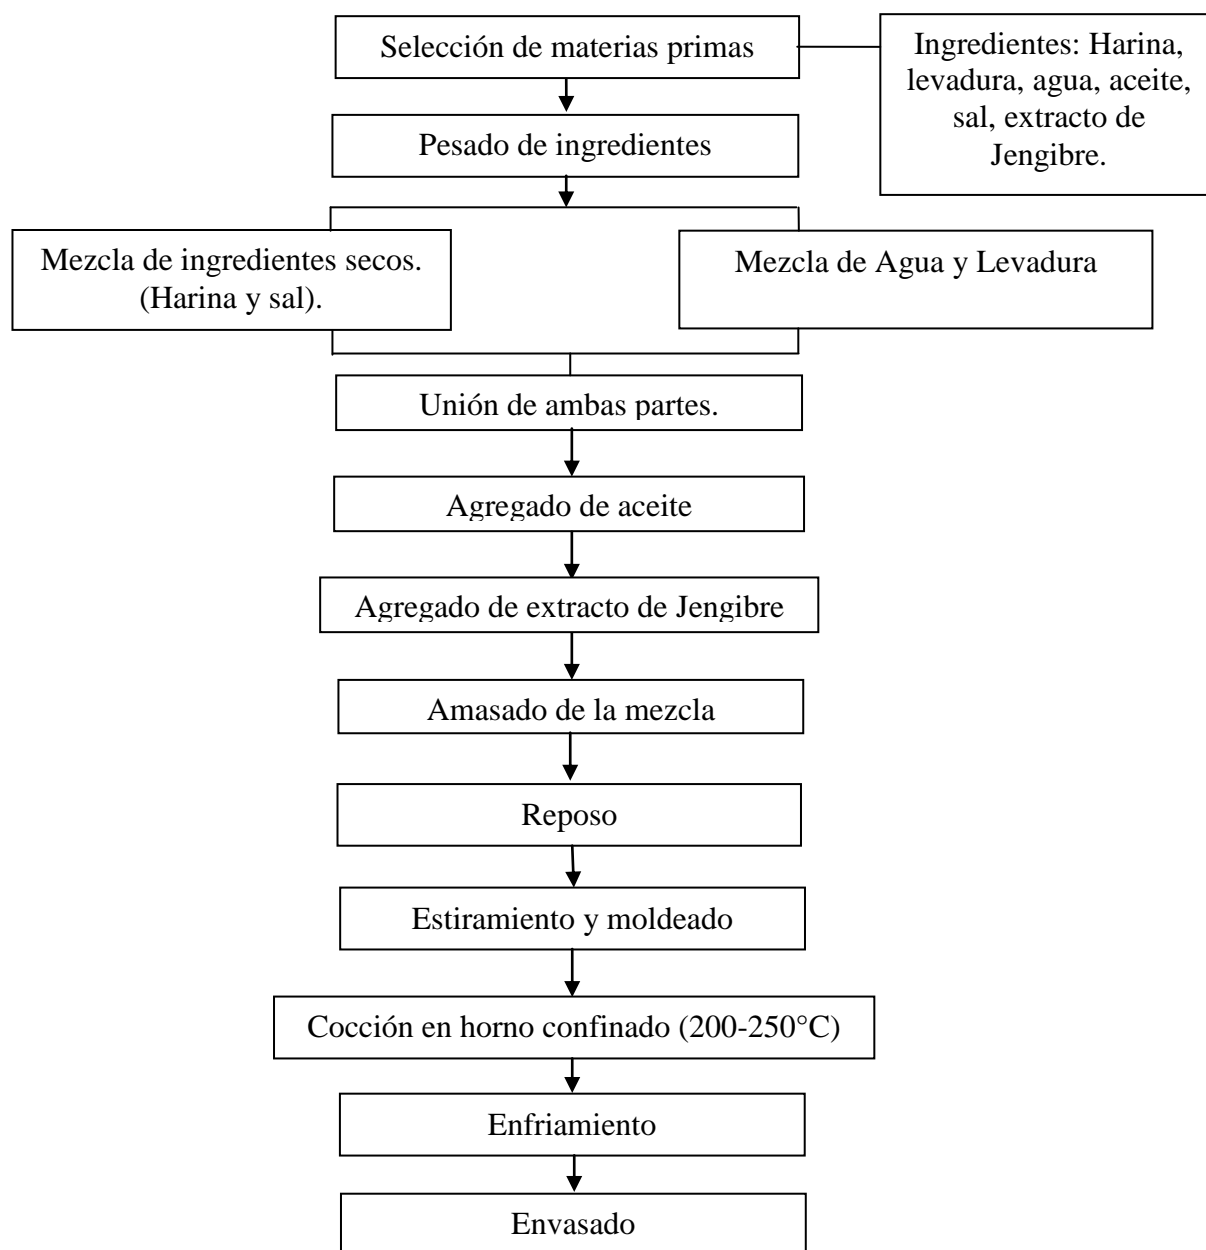 Selección de materias primas
Ingredientes: Harina,
levadura, agua, aceite,
sal, extracto de
Jengibre.
Pesado de ingredientes
Mezcla de ingredientes secos.
(Harina y sal).
Mezcla de Agua y Levadura
Unión de ambas partes.
Agregado de aceite
Agregado de extracto de Jengibre
Amasado de la mezcla
Reposo
Estiramiento y moldeado
Cocción en horno confinado (200-250°C)
Enfriamiento
Envasado